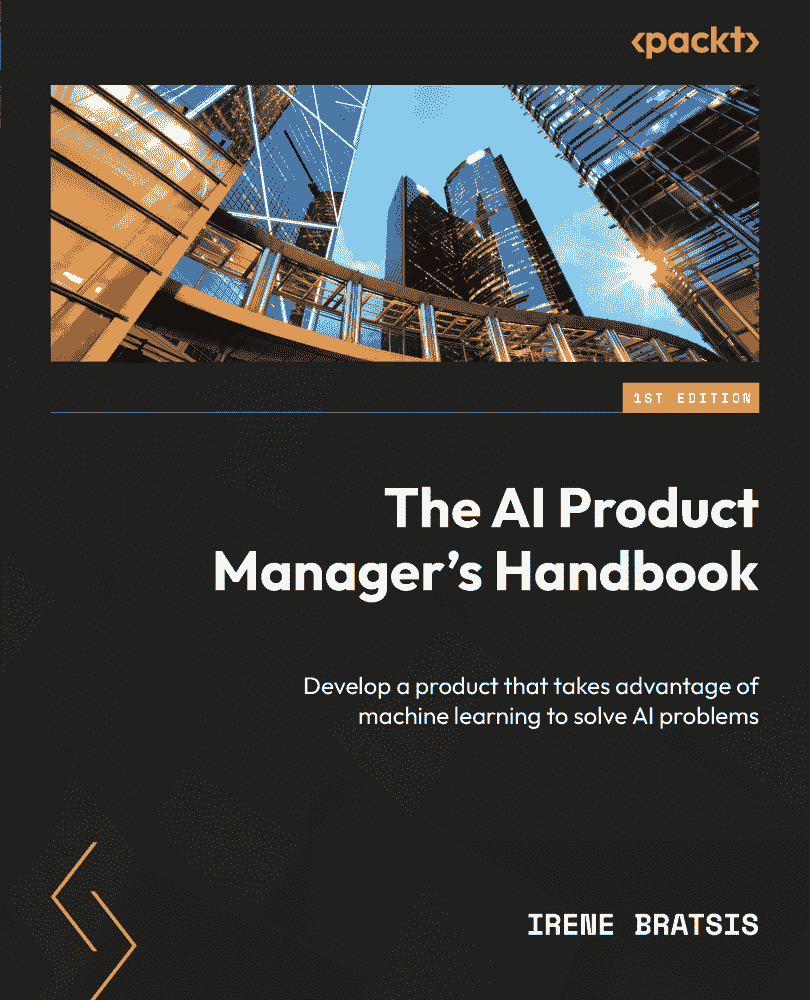 <packt>
1ST EDITION
The AI Product
Manager’s Handbook
Develop a product that takes advantage of
machine learning to solve AI problems
IRENE BRATSIS